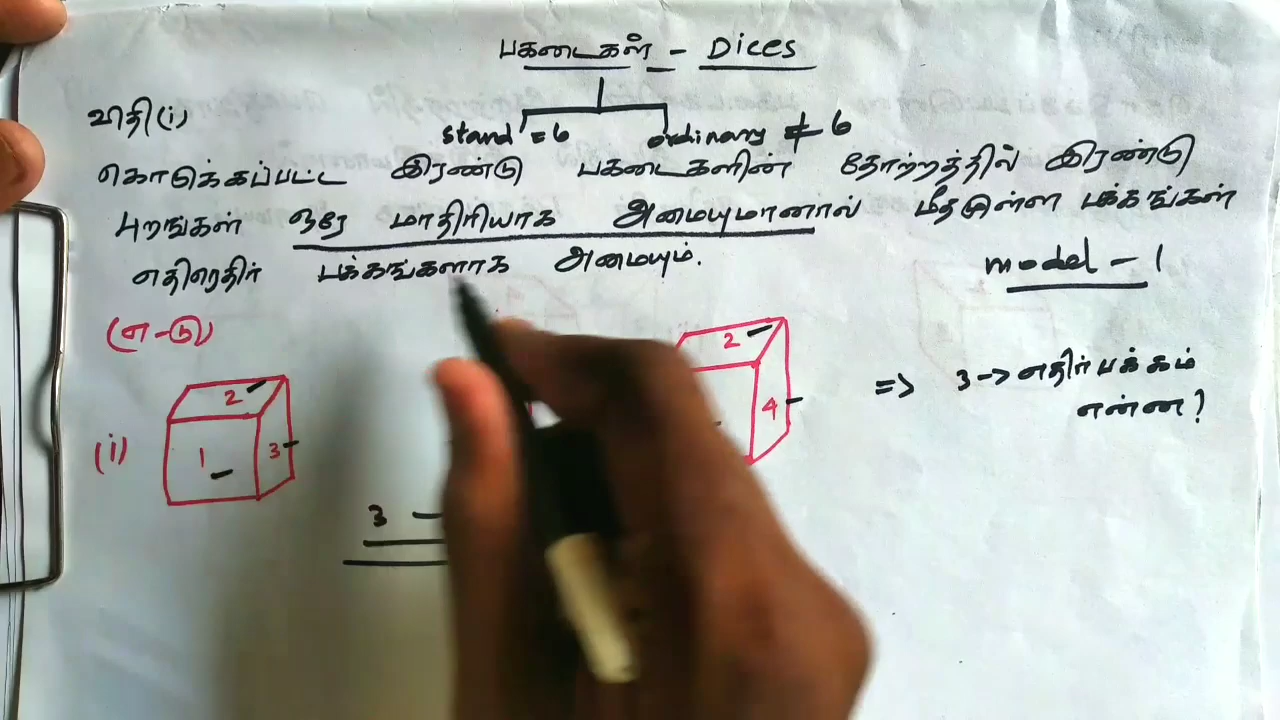 பகடைகள் - Dices
stand = 6 ordinary ≠ 6
விதி (i)
கொடுக்கப்பட்ட இரண்டு பகடைகளின் தோற்றத்தில் இரண்டு
புறங்கள் ஒரே மாதிரியாக அமையுமானால் மீதமுள்ள பக்கங்கள்
எதிரெதிர் பக்கங்களாக அமையும்.
model - 1
(எ-டு)
(i)
2
1
3
2
4
=> 3 -> எதிர்பக்கம்
என்ன?
3 -